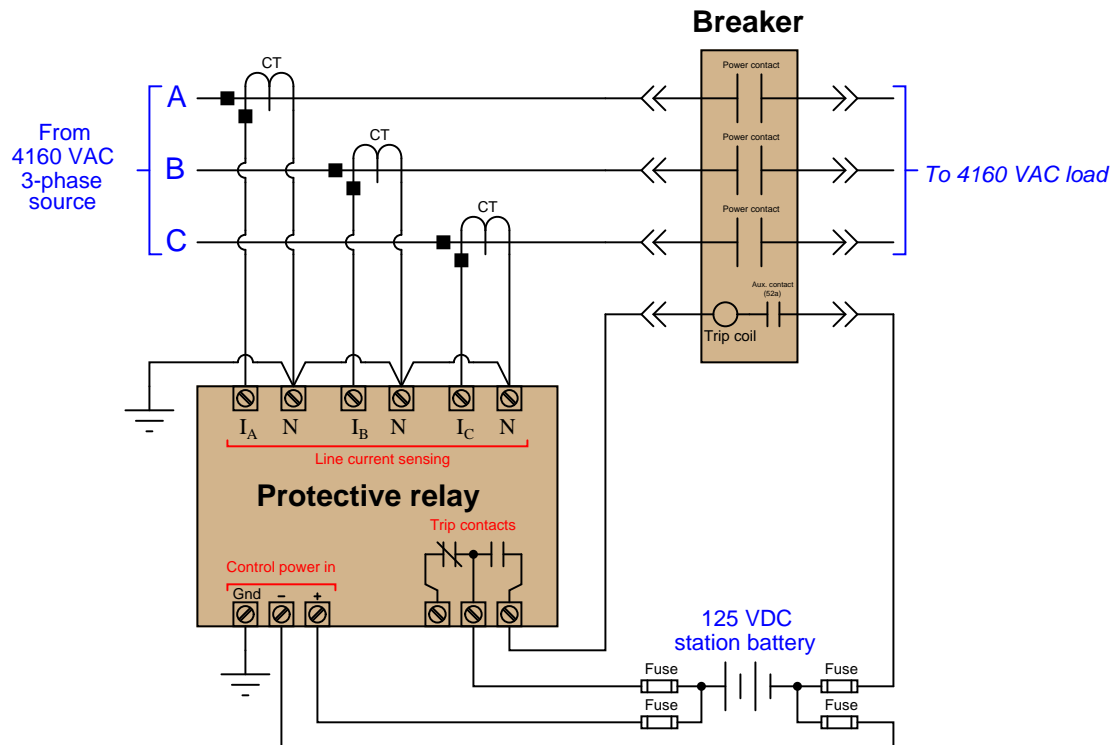 Breaker
CT
Power contact
A
From
4160 VAC
3-phase
source
CT
Power contact
B
To 4160 VAC load
CT
Power contact
C
Aux. contact
(52a)
Trip coil
IA N IB N IC N
Line current sensing
Protective relay
Trip contacts
Control power in
Gnd − +
125 VDC
station battery
Fuse Fuse
Fuse Fuse